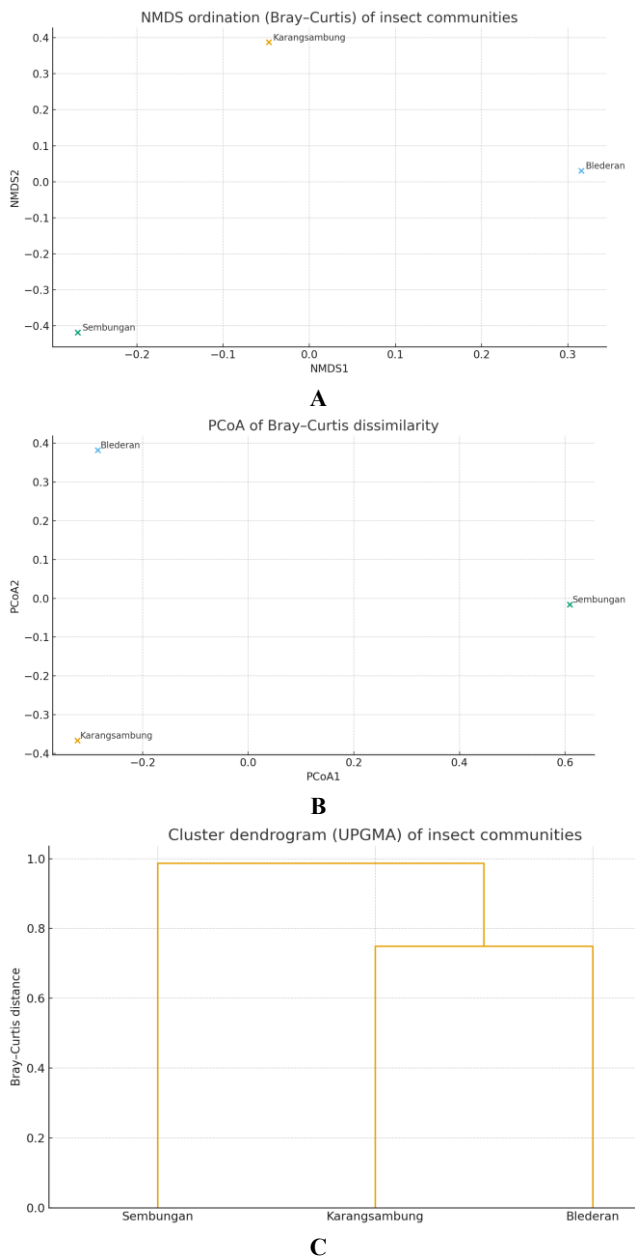 NMDS ordination (Bray–Curtis) of insect communities
0.4
0.3
0.2
0.1
0.0
−0.1
−0.2
−0.3
−0.4
NMDS2
Karangsambung
Blederan
Sembungan
−0.2
−0.1
0.0
0.1
0.2
0.3
NMDS1
A
PCoA of Bray–Curtis dissimilarity
0.4
0.3
0.2
0.1
0.0
−0.1
−0.2
−0.3
−0.4
PCoA2
Blederan
Sembungan
Karangsambung
−0.2
0.0
0.2
0.4
0.6
PCoA1
B
Cluster dendrogram (UPGMA) of insect communities
1.0
0.8
0.6
0.4
0.2
0.0
Bray–Curtis distance
Sembungan
Karangsambung
Blederan
C